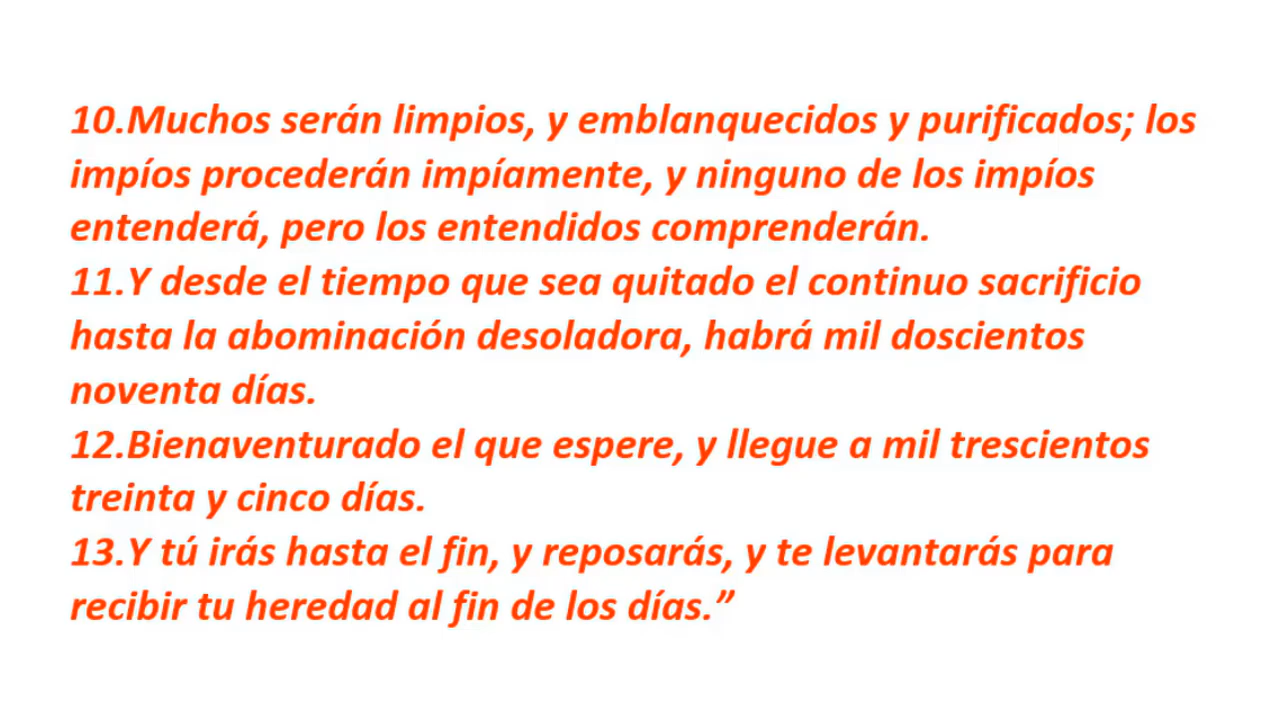 10.Muchos serán limpios, y emblanquecidos y purificados; los
impíos procederán impíamente, y ninguno de los impíos
entenderá, pero los entendidos comprenderán.
11.Y desde el tiempo que sea quitado el continuo sacrificio
hasta la abominación desoladora, habrá mil doscientos
noventa días.
12.Bienaventurado el que espere, y llegue a mil trescientos
treinta y cinco días.
13.Y tú irás hasta el fin, y reposarás, y te levantarás para
recibir tu heredad al fin de los días.”